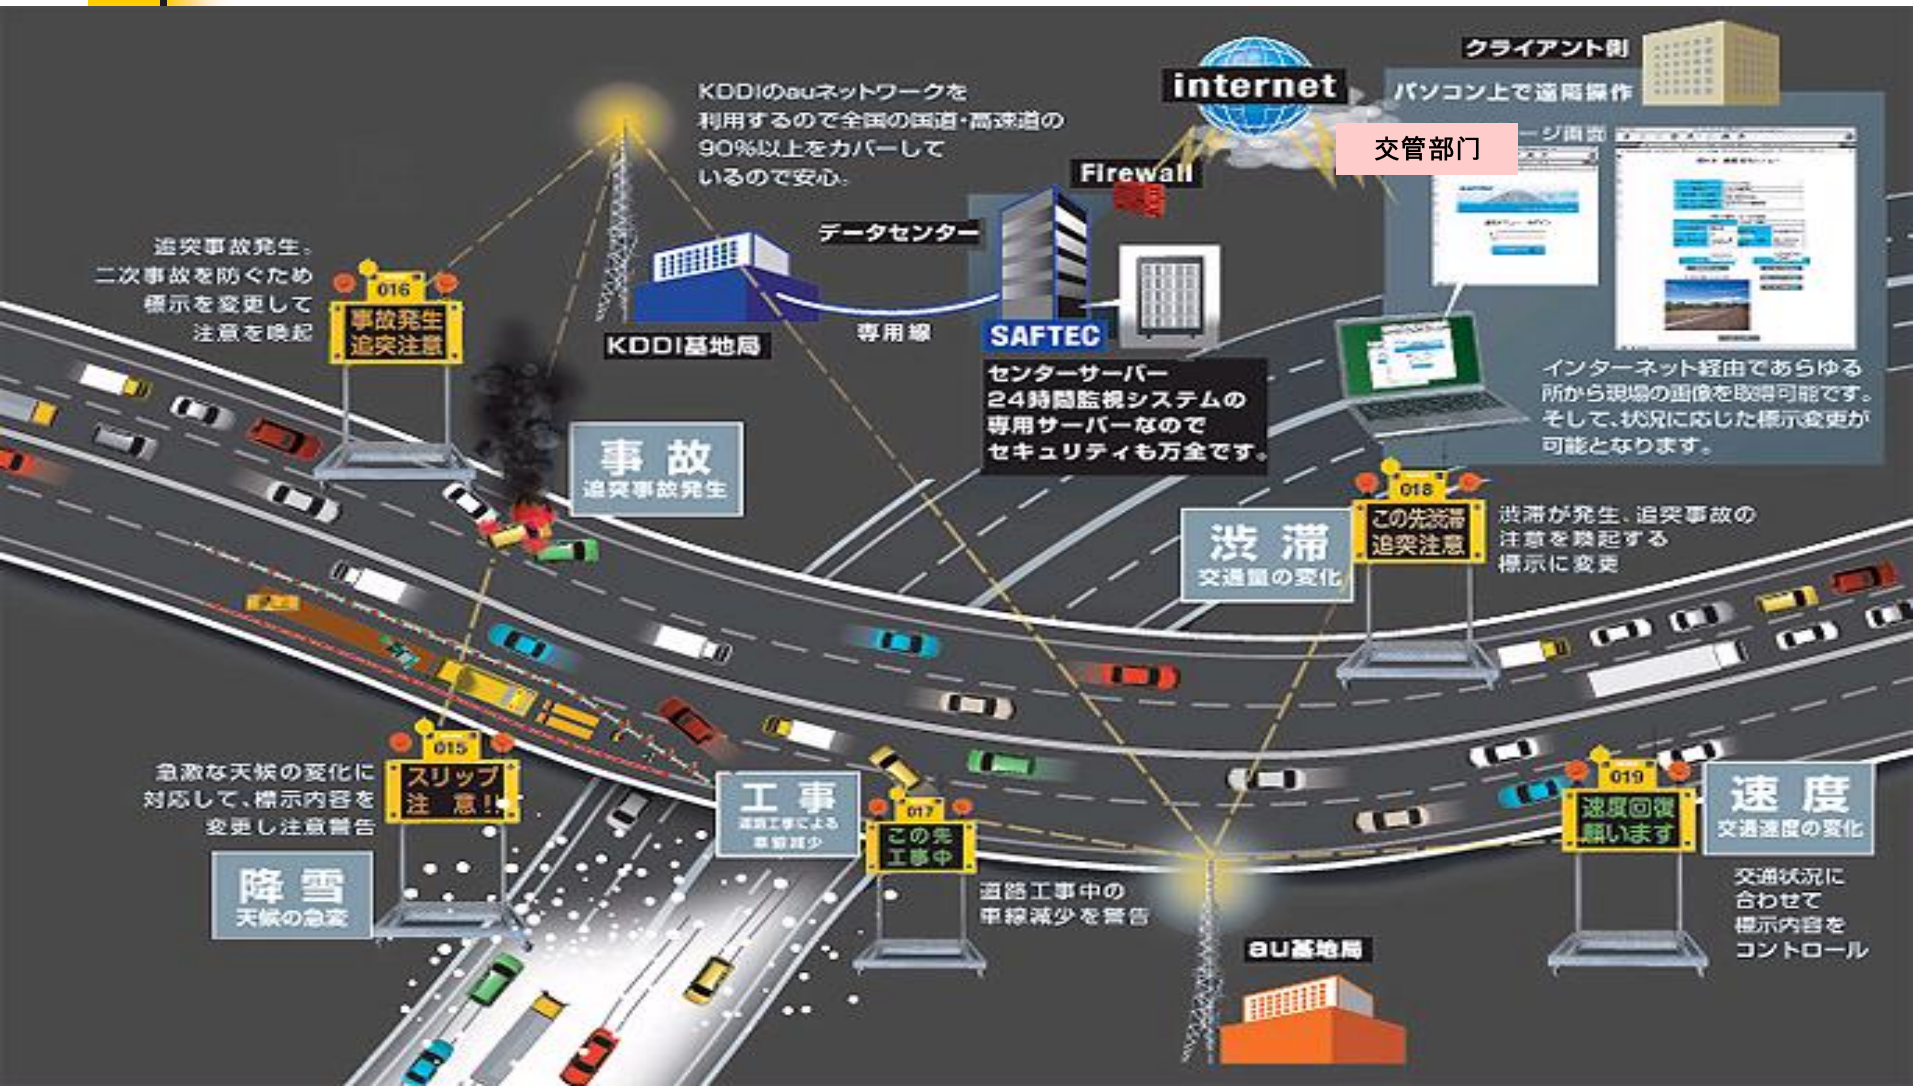 KDDIのauネットワークを
利用するので全国の国道・高速道の
90%以上をカバーして
いるので安心。
internet
クライアント側
パソコン上で遠隔操作
交管部门
ージ画面
Firewall
データセンター
SAFTEC
専用線
KDDI基地局
センターサーバー
24時間監視システムの
専用サーバーなので
セキュリティも万全です。
インターネット経由であらゆる
所から現場の画像を取得可能です。
そして、状況に応じた標示変更が
可能となります。
追突事故発生。
二次事故を防ぐため
標示を変更して
注意を喚起
016
事故発生
追突注意
事故
追突事故発生
渋滞
交通量の変化
018
この先渋滞
追突注意
渋滞が発生、追突事故の
注意を喚起する
標示に変更
急激な天候の変化に
対応して、標示内容を
変更し注意警告
015
スリップ
注 意!!
降雪
天候の急変
工事
道路工事による
車線減少
017
この先
工事中
道路工事中の
車線減少を警告
au基地局
019
速度回復
願います
速度
交通速度の変化
交通状況に
合わせて
標示内容を
コントロール